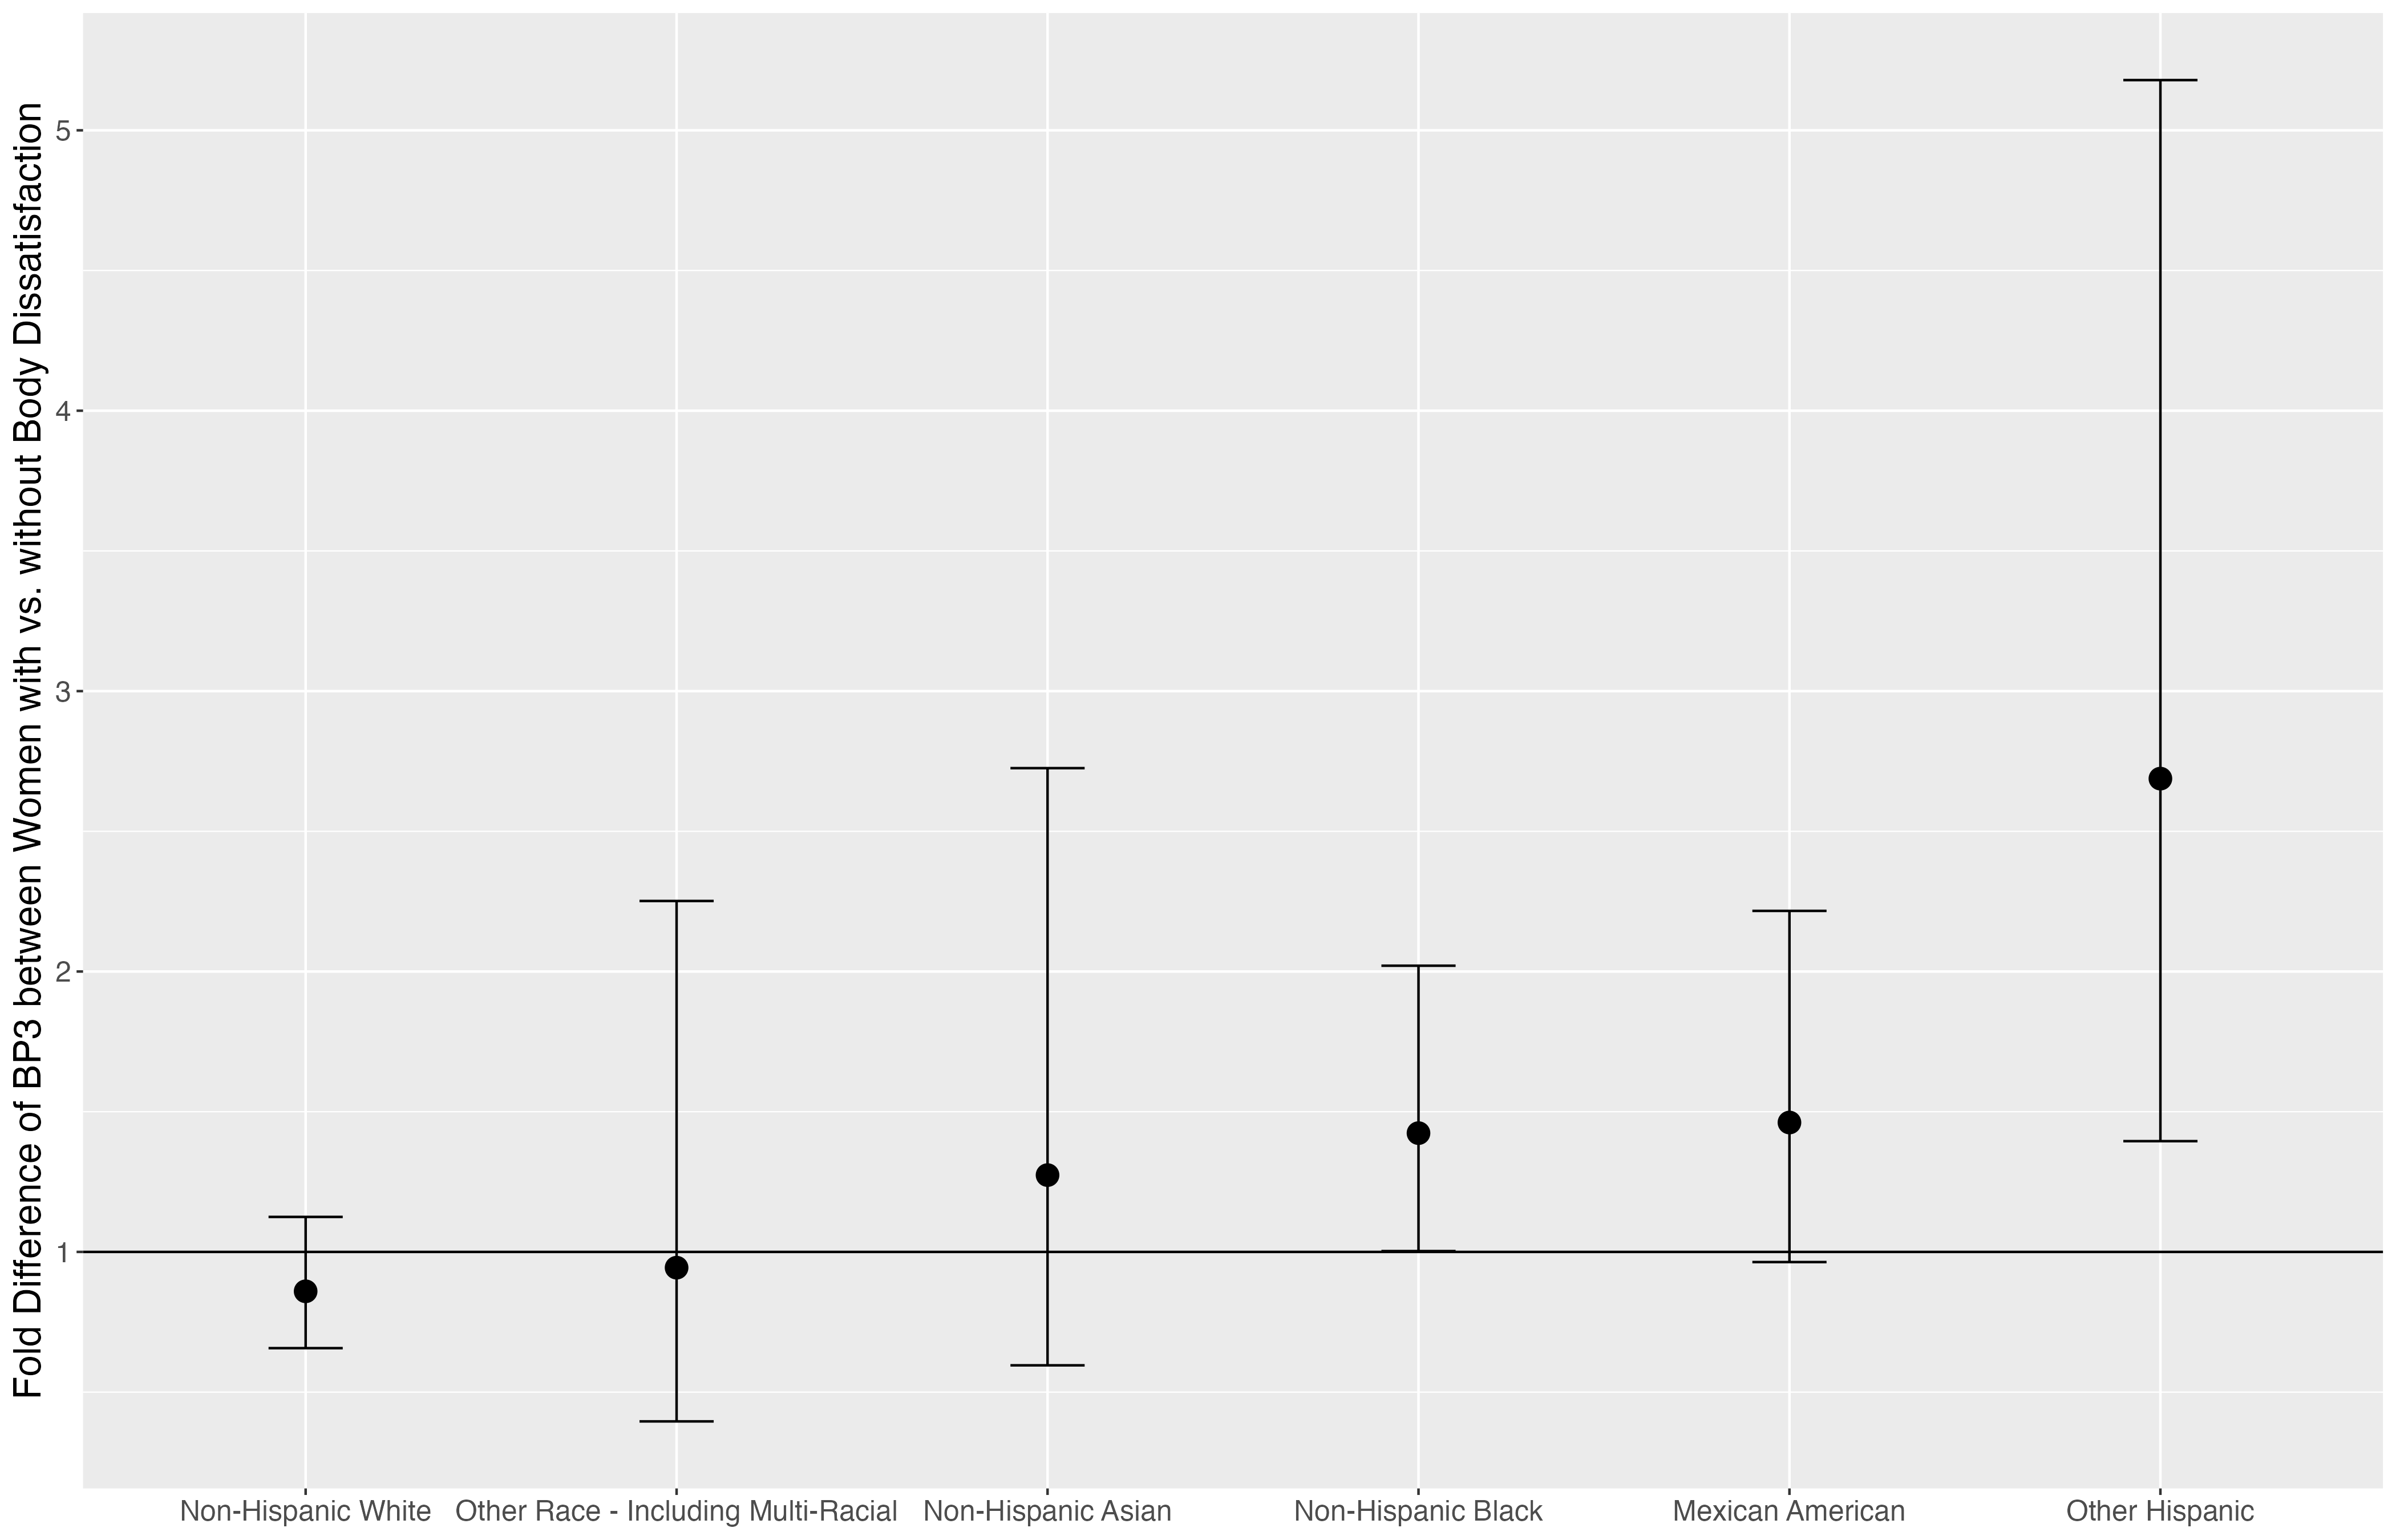 Fold Difference of BP3 between Women with vs. without Body Dissatisfaction
5
4
3
2
1
Non-Hispanic White
Other Race - Including Multi-Racial
Non-Hispanic Asian
Non-Hispanic Black
Mexican American
Other Hispanic